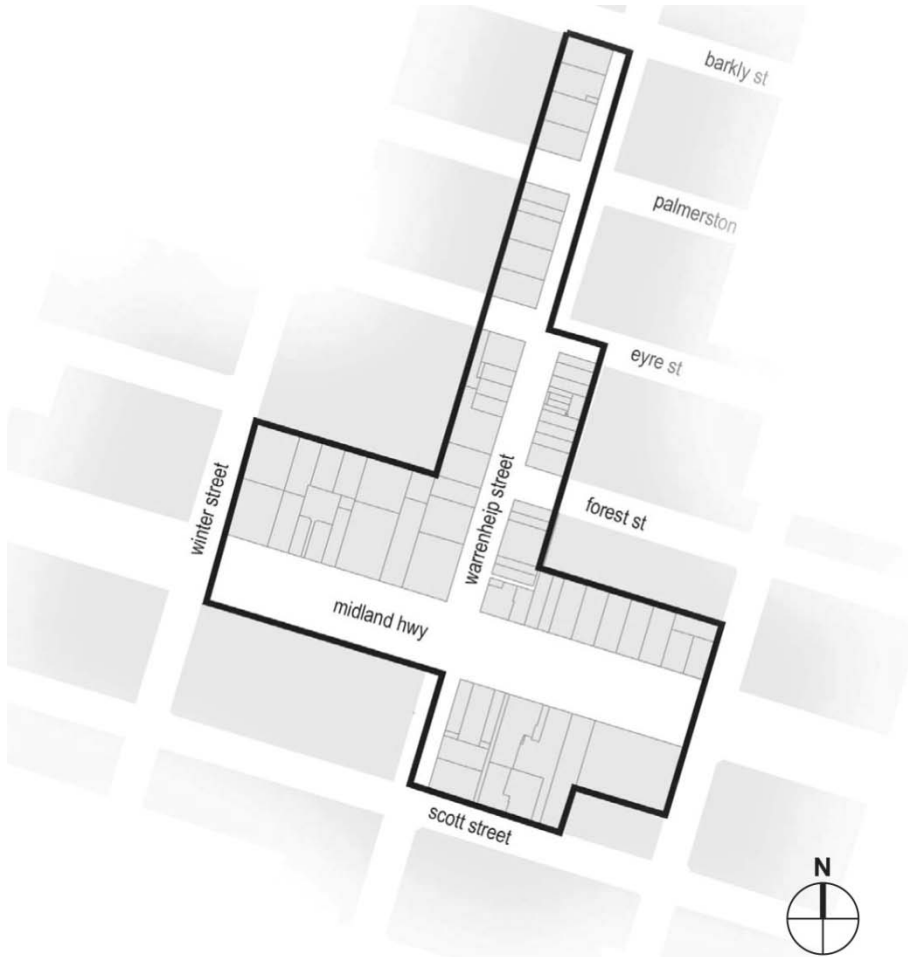 barkly st
palmerston
eyre st
winter street
warrenheip street
forest st
midland hwy
scott street
N